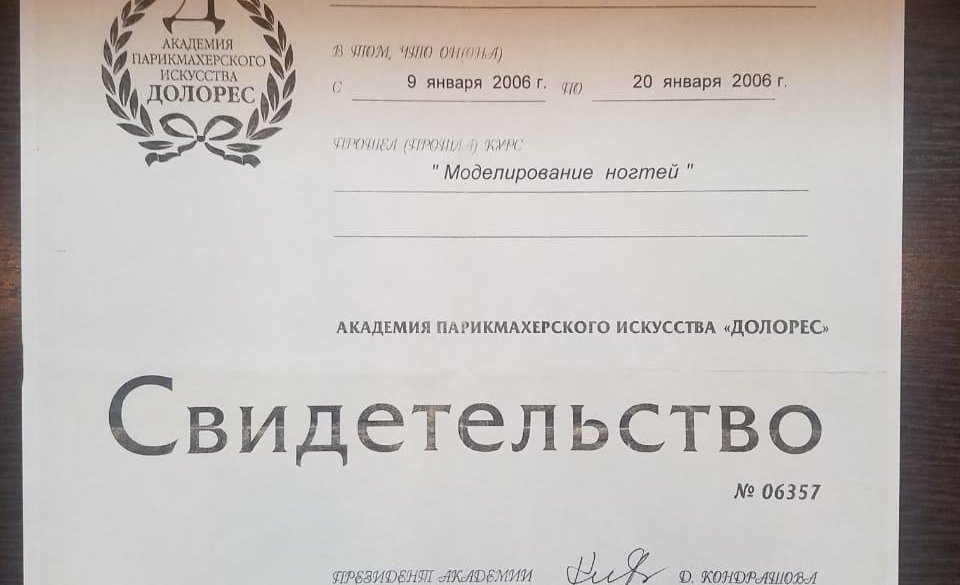 Д
АКАДЕМИЯ
ПАРИКМАХЕРСКОГО
ИСКУССТВА
ДОЛОРЕС
В ТОМ, ЧТО ОН(ОНА)
С 9 января 2006 г. ПО 20 января 2006 г.
ПРОШЕЛ (ПРОШЛА) КУРС
" Моделирование ногтей "
АКАДЕМИЯ ПАРИКМАХЕРСКОГО ИСКУССТВА «ДОЛОРЕС»
Свидетельство
№ 06357
ПРЕЗИДЕНТ АКАДЕМИИ Д. КОНДРАШОВА